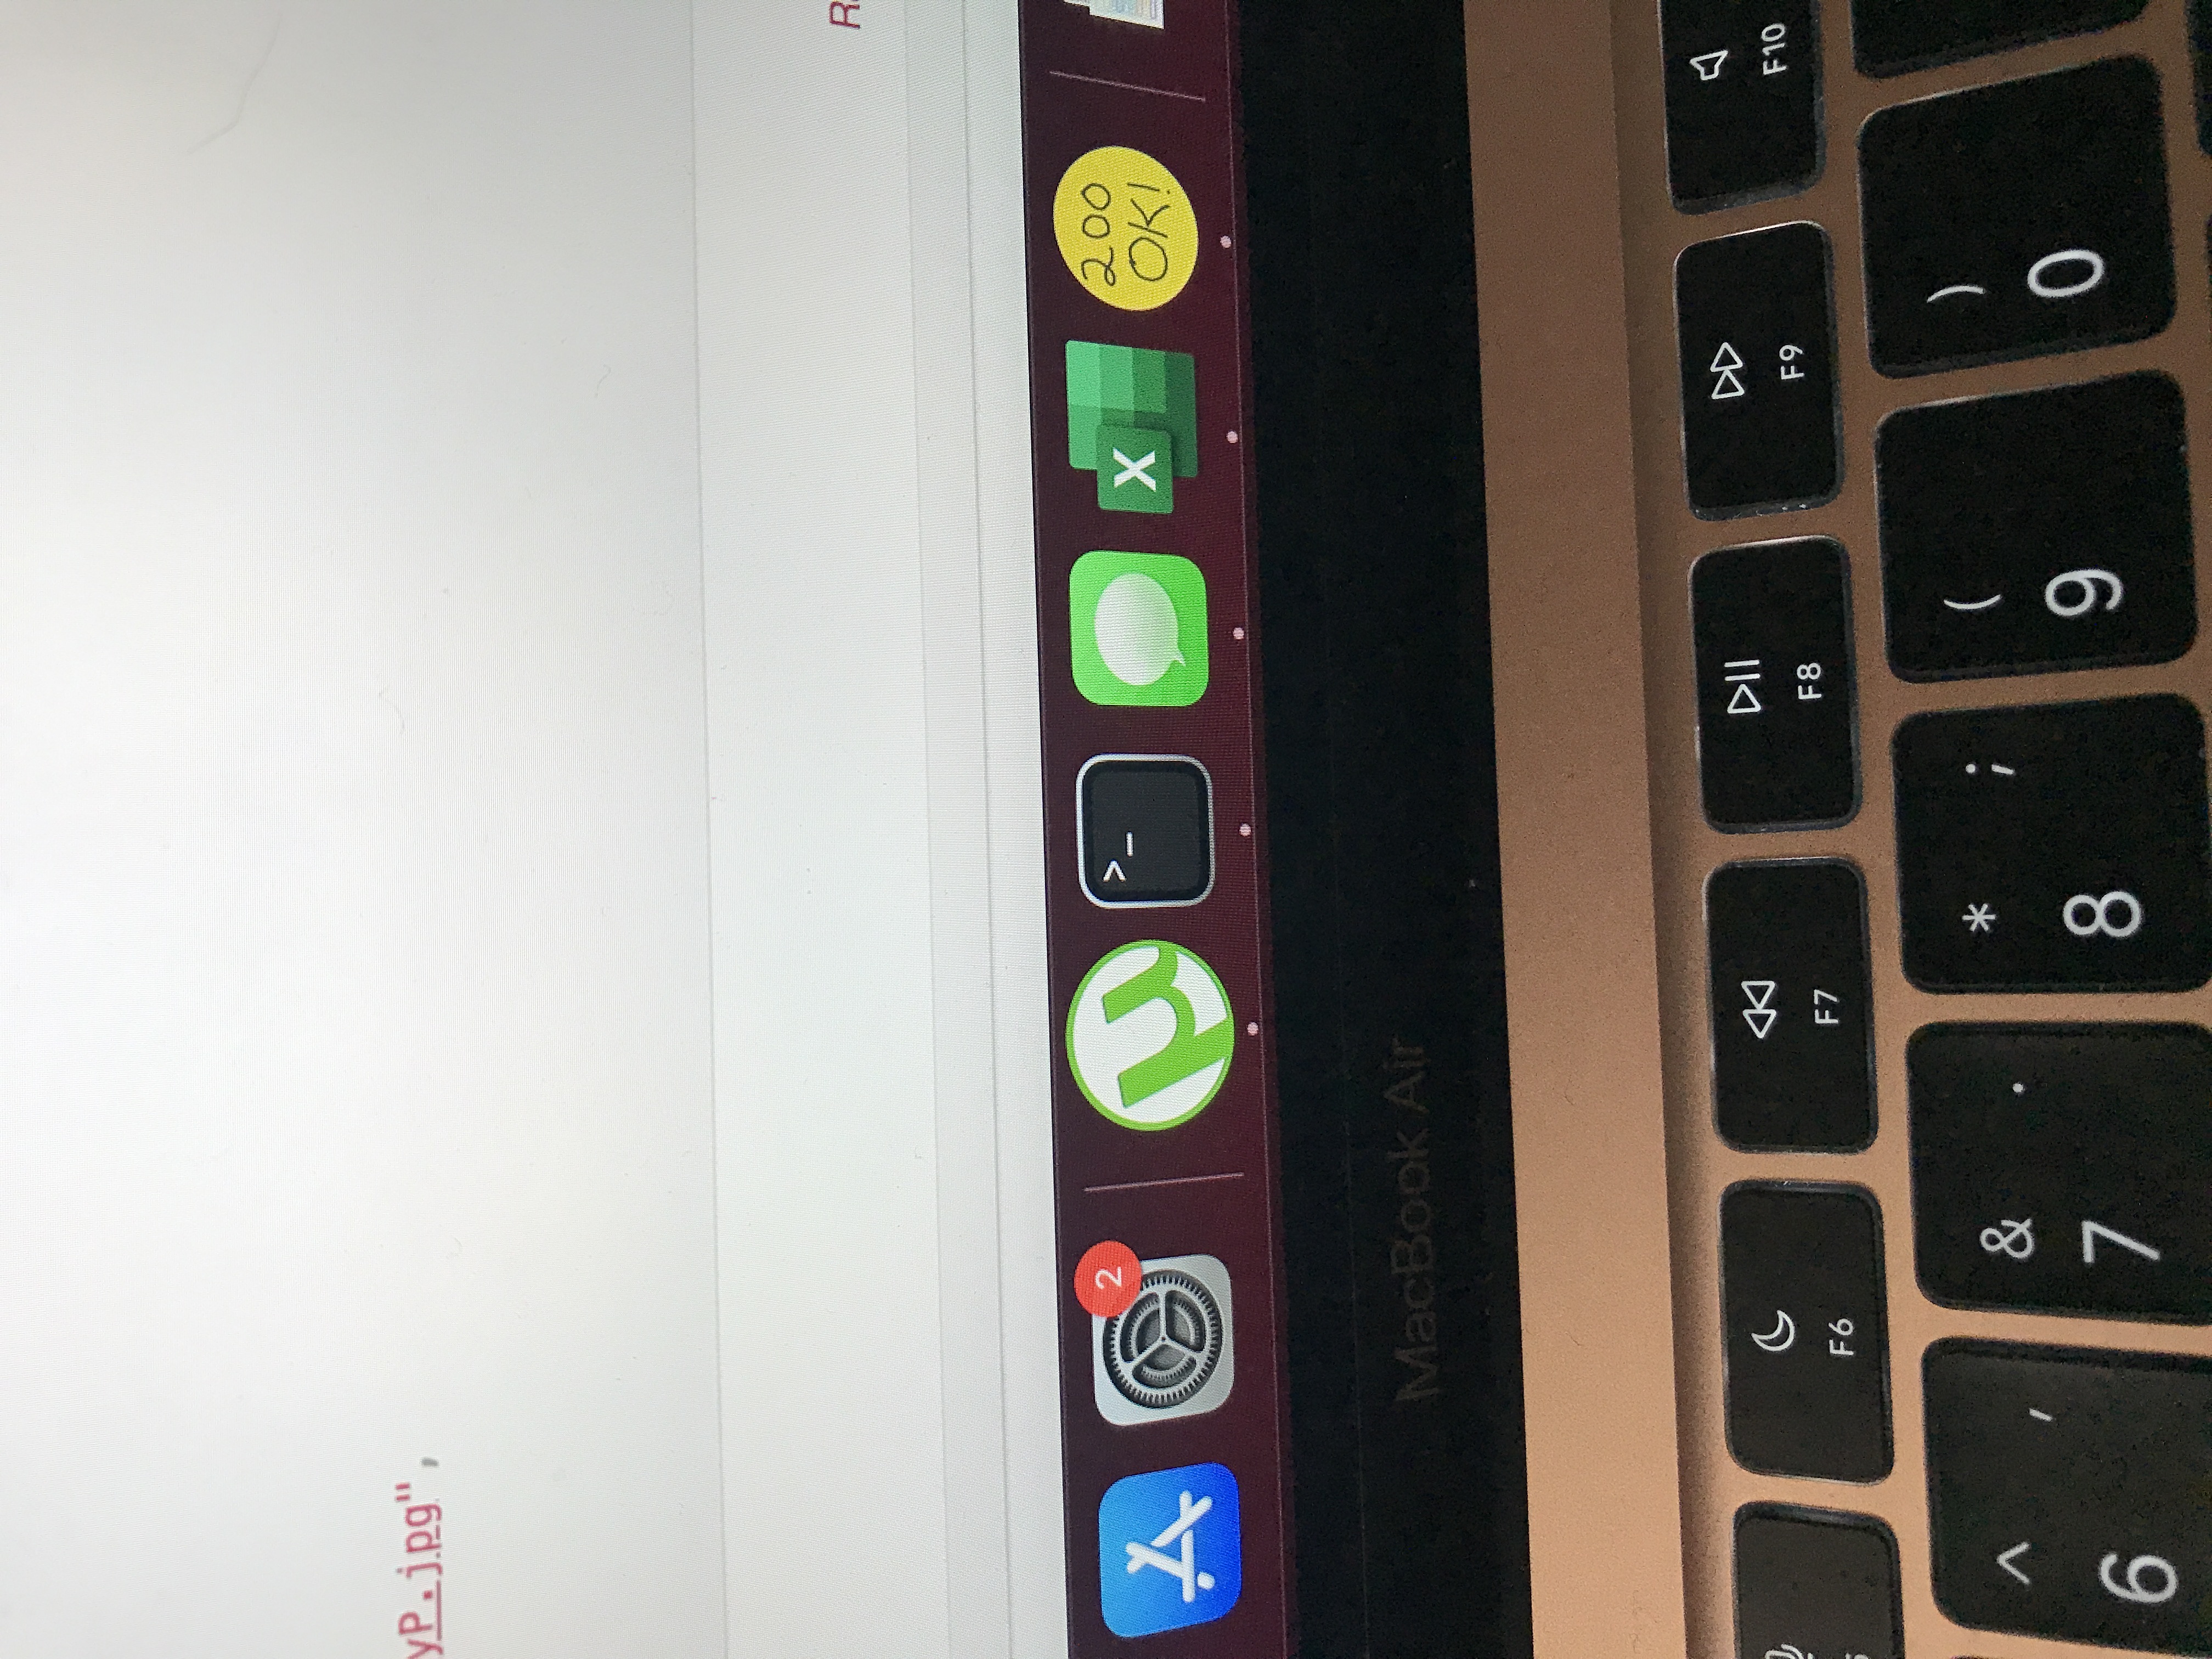 yP.jpg",
2
µ
>_
X
200
OK!
MacBook Air
F6
F7
F8
F9
F10
^ ,
6
& .
7
* ;
8
(
9
)
0